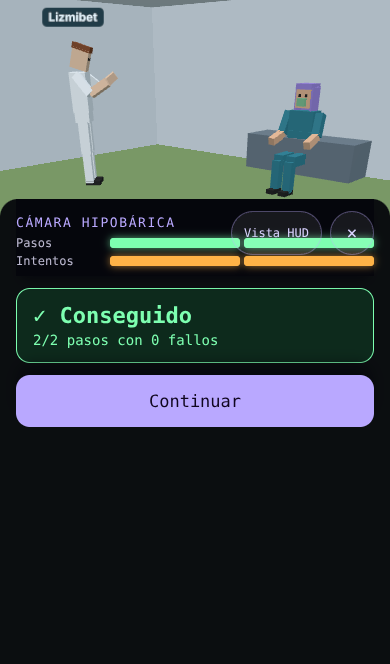 Lizmibet
CÁMARA HIPOBÁRICA
Vista HUD ×
Pasos
Intentos
✓ Conseguido
2/2 pasos con 0 fallos
Continuar